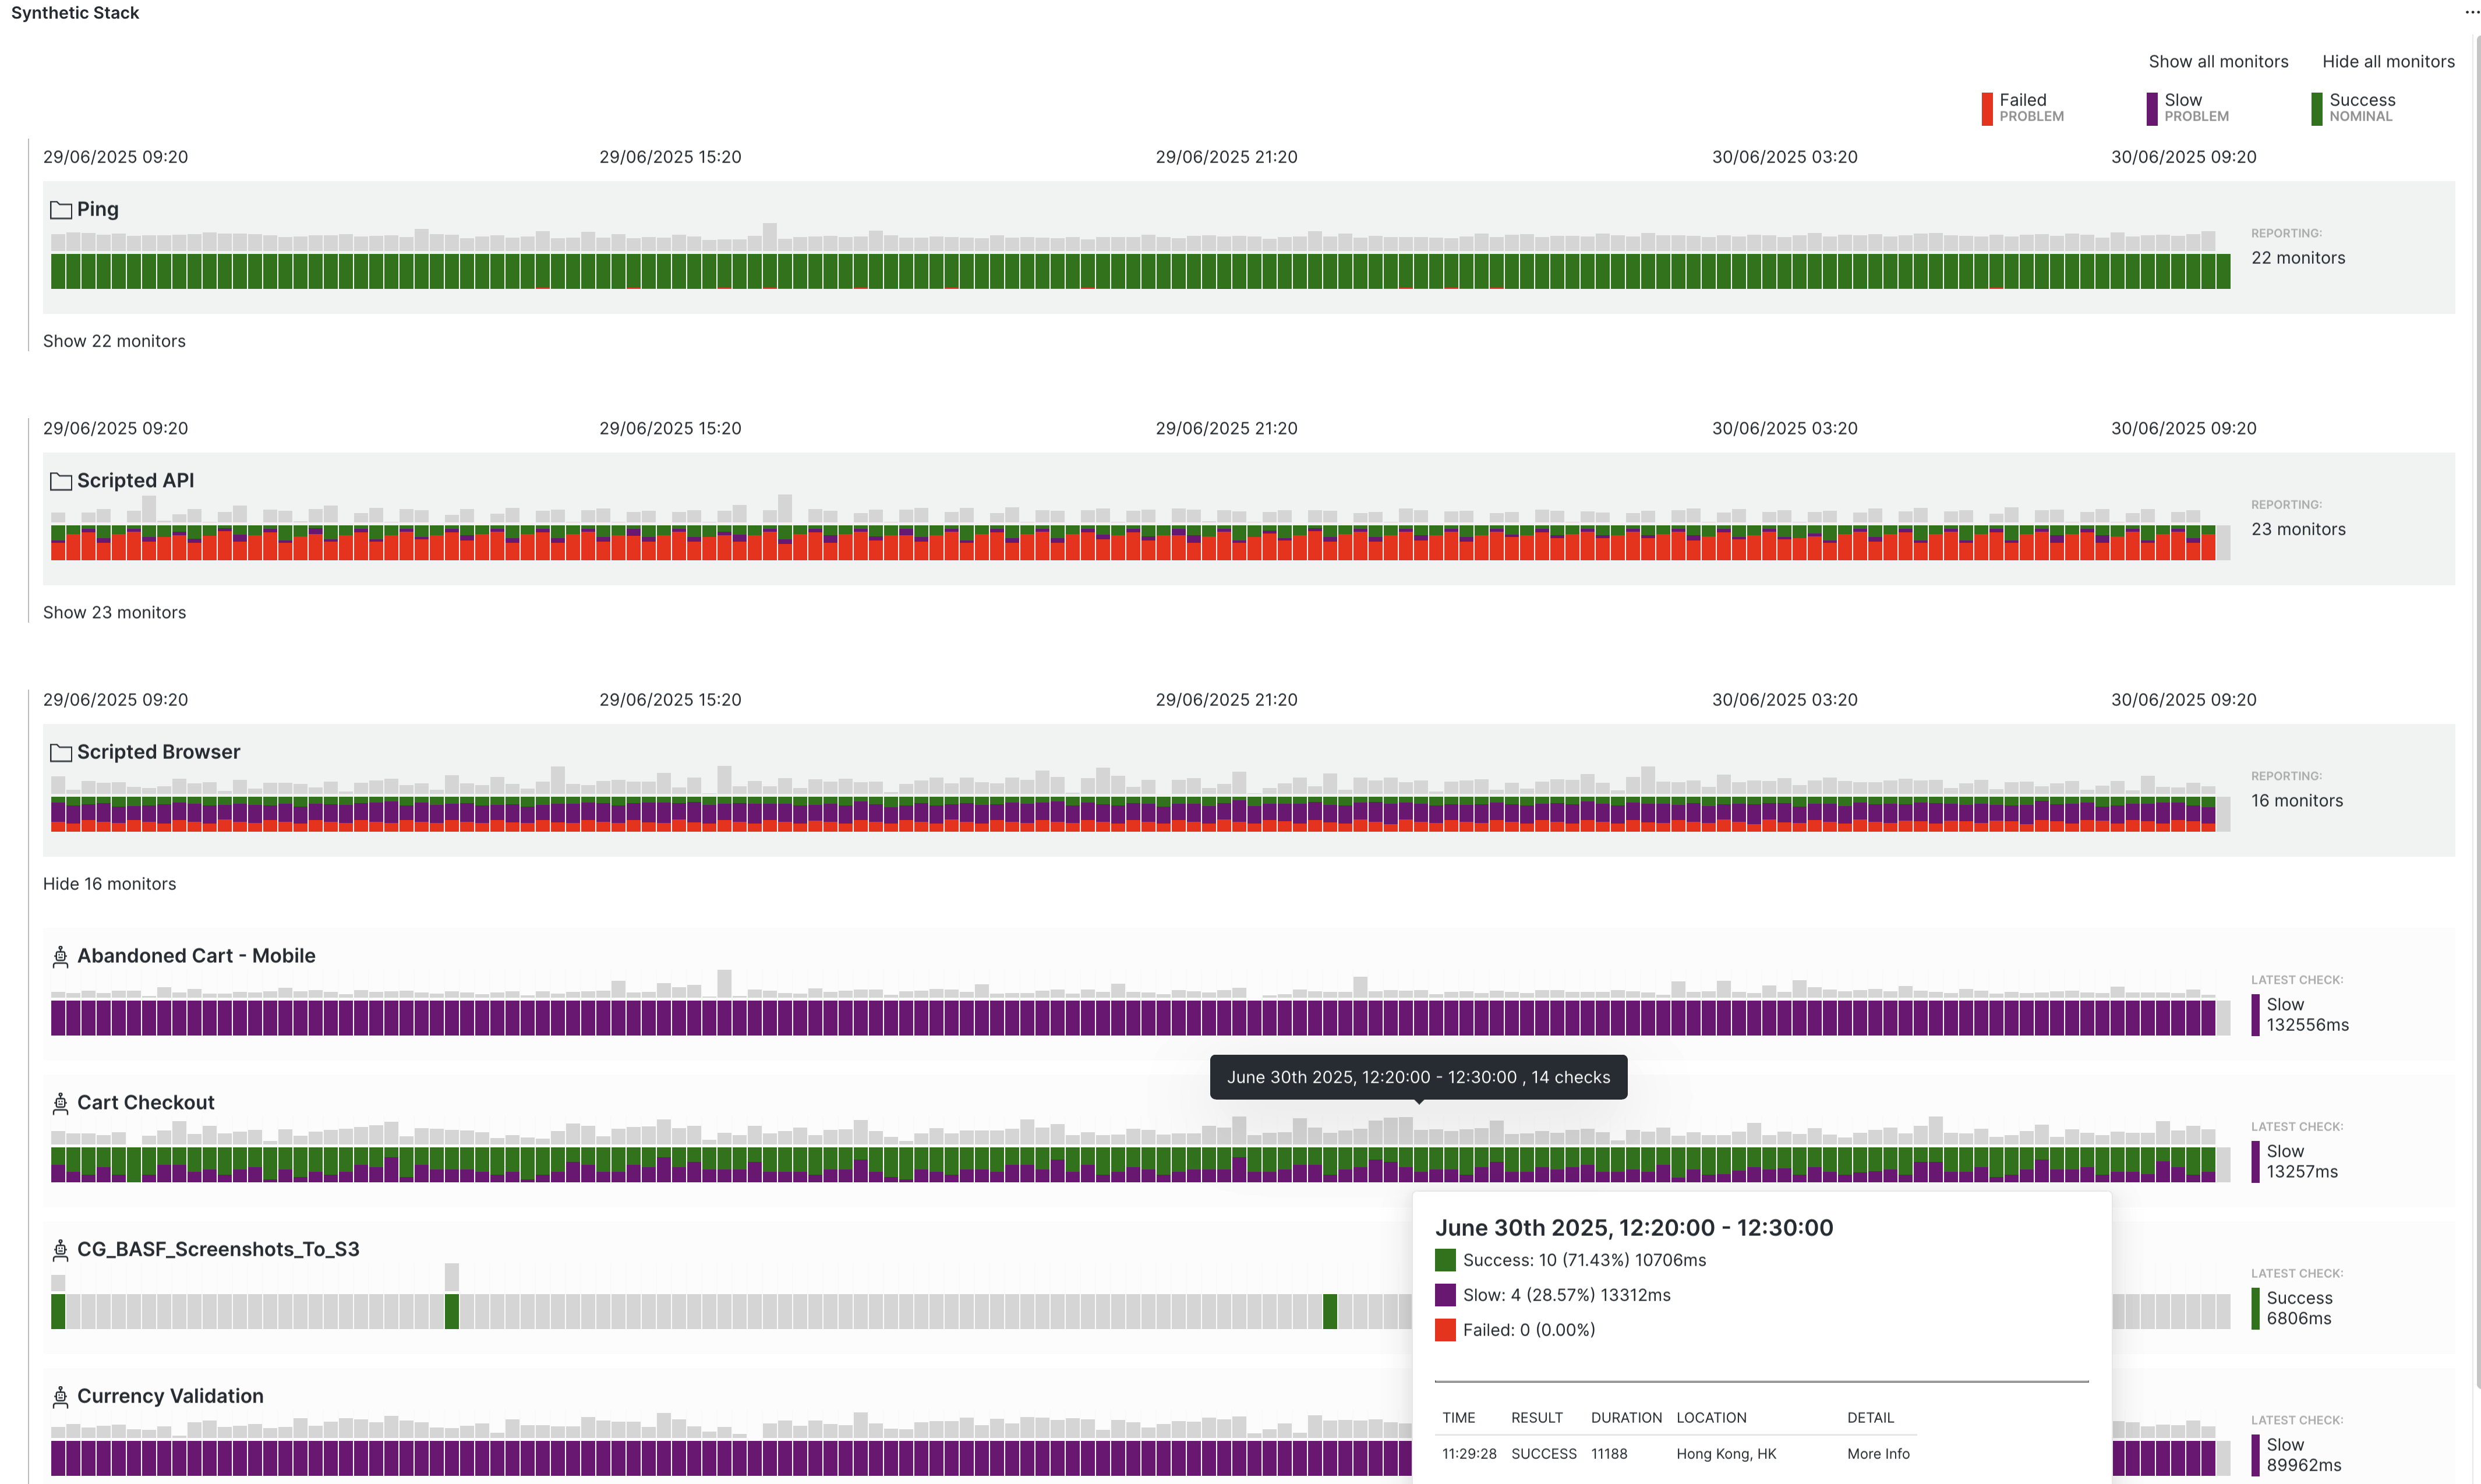 Synthetic Stack
...
Show all monitors Hide all monitors
Failed Slow Success
PROBLEM PROBLEM NOMINAL
29/06/2025 09:20 29/06/2025 15:20 29/06/2025 21:20 30/06/2025 03:20 30/06/2025 09:20
Ping
REPORTING:
22 monitors
Show 22 monitors
29/06/2025 09:20 29/06/2025 15:20 29/06/2025 21:20 30/06/2025 03:20 30/06/2025 09:20
Scripted API
REPORTING:
23 monitors
Show 23 monitors
29/06/2025 09:20 29/06/2025 15:20 29/06/2025 21:20 30/06/2025 03:20 30/06/2025 09:20
Scripted Browser
REPORTING:
16 monitors
Hide 16 monitors
Abandoned Cart - Mobile
LATEST CHECK:
Slow
132556ms
June 30th 2025, 12:20:00 - 12:30:00 , 14 checks
Cart Checkout
LATEST CHECK:
Slow
13257ms
CG_BASF_Screenshots_To_S3
LATEST CHECK:
Success
6806ms
June 30th 2025, 12:20:00 - 12:30:00
Success: 10 (71.43%) 10706ms
Slow: 4 (28.57%) 13312ms
Failed: 0 (0.00%)
TIME RESULT DURATION LOCATION DETAIL
11:29:28 SUCCESS 11188 Hong Kong, HK More Info
Currency Validation
LATEST CHECK:
Slow
89962ms